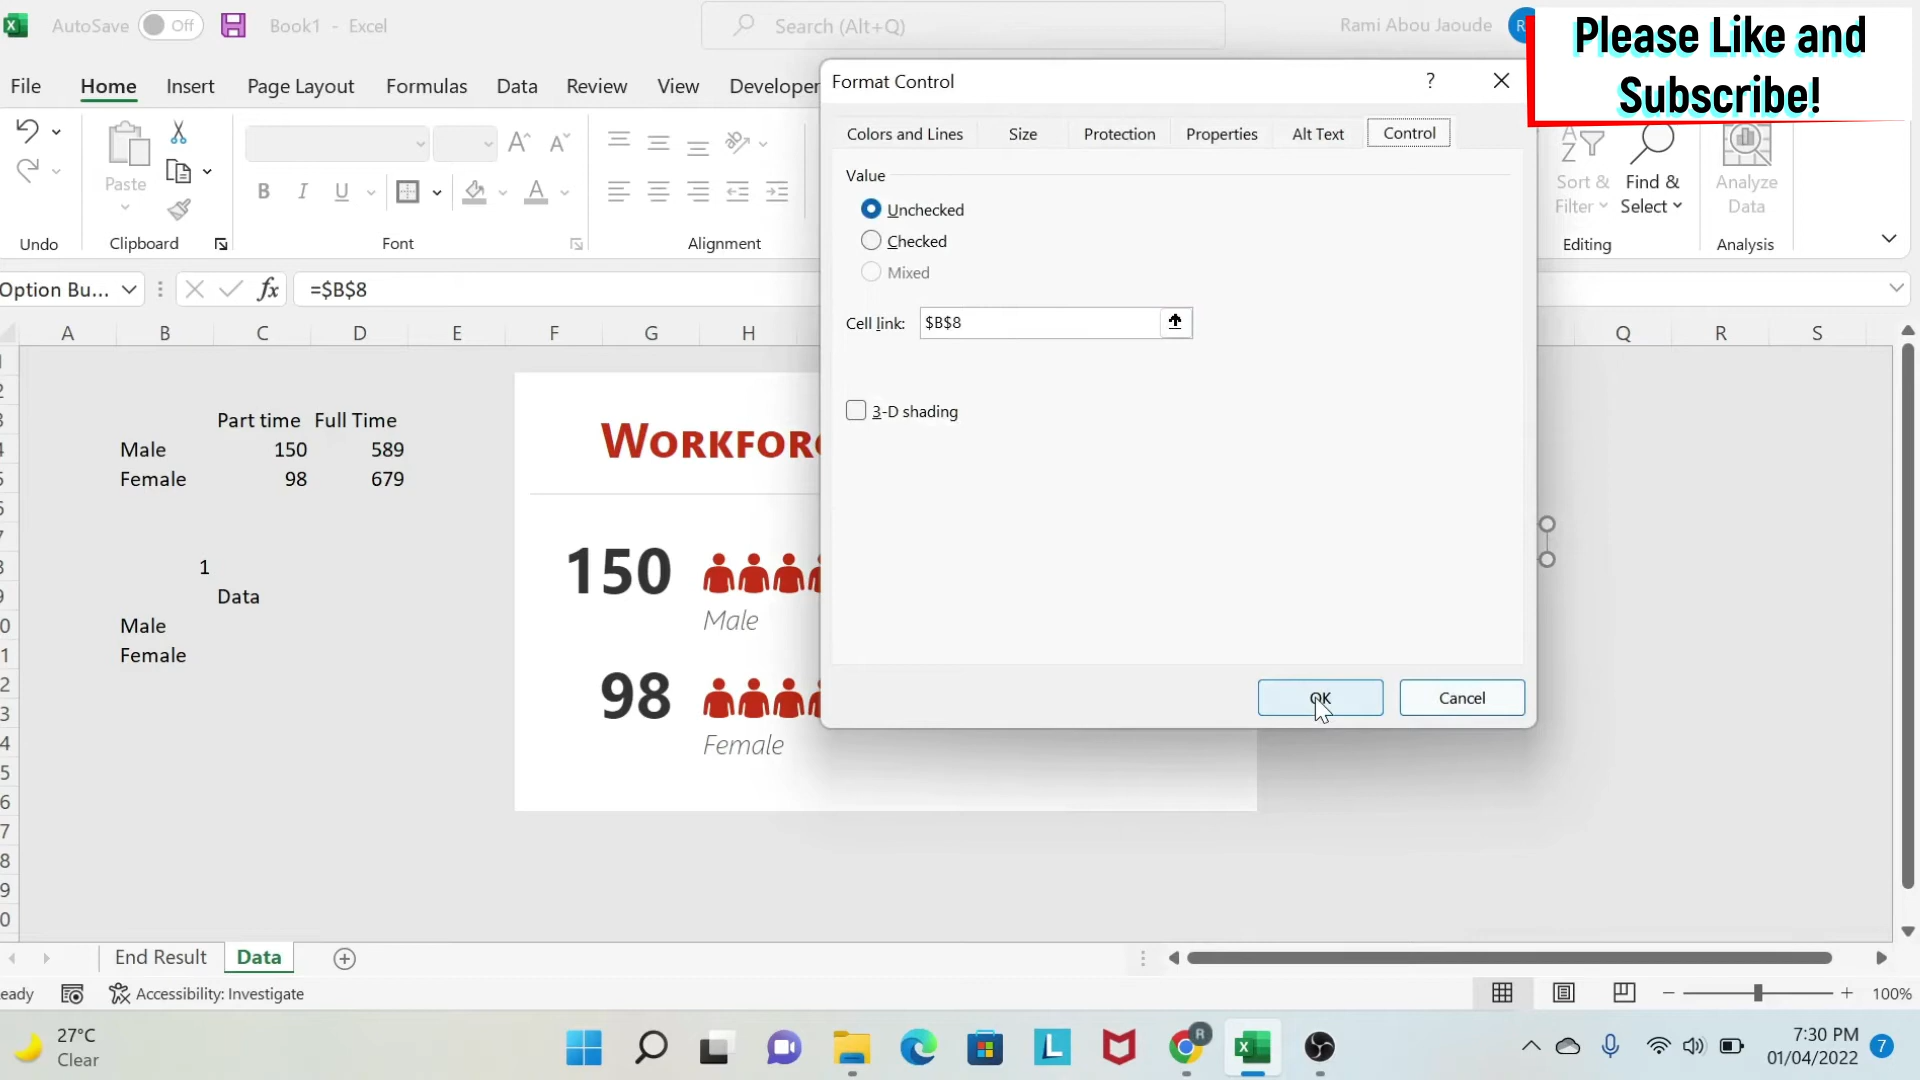 AutoSave Off Book1 - Excel Search (Alt+Q) Rami Abou Jaoude
Please Like and
Subscribe!
File Home Insert Page Layout Formulas Data Review View Developer
Format Control ?
Colors and Lines Size Protection Properties Alt Text Control
Paste
Undo Clipboard Font Alignment
B I U A
Sort & Filter
Find & Select
Analyze Data
Editing Analysis
Option Bu... fx =$B$8
Value
Unchecked
Checked
Mixed
Cell link: $B$8
3-D shading
OK Cancel
A B C D E F G H Q R S
Part time Full Time
Male 150 589
Female 98 679
1
Data
Male
Female
150
Male
98
Female
End Result Data
Accessibility: Investigate 100%
27°C
Clear
7:30 PM
01/04/2022
7